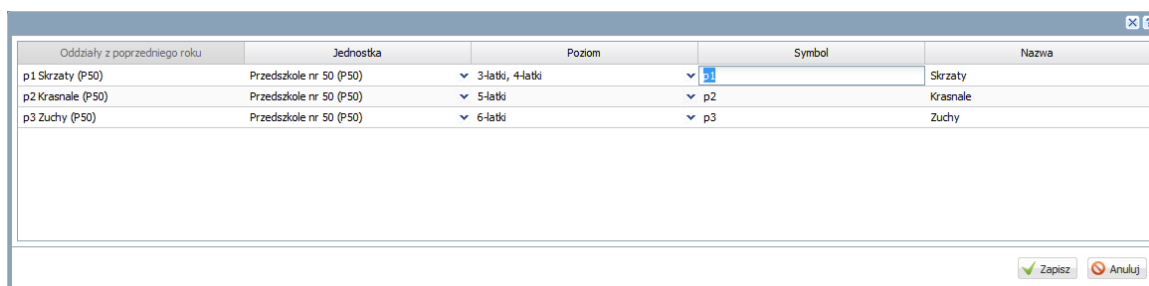 Oddziały z poprzedniego roku Jednostka Poziom Symbol Nazwa
p1 Skrzaty (P50) Przedszkole nr 50 (P50) 3-latki, 4-latki p1 Skrzaty
p2 Krasnale (P50) Przedszkole nr 50 (P50) 5-latki p2 Krasnale
p3 Zuchy (P50) Przedszkole nr 50 (P50) 6-latki p3 Zuchy
Zapisz Anuluj